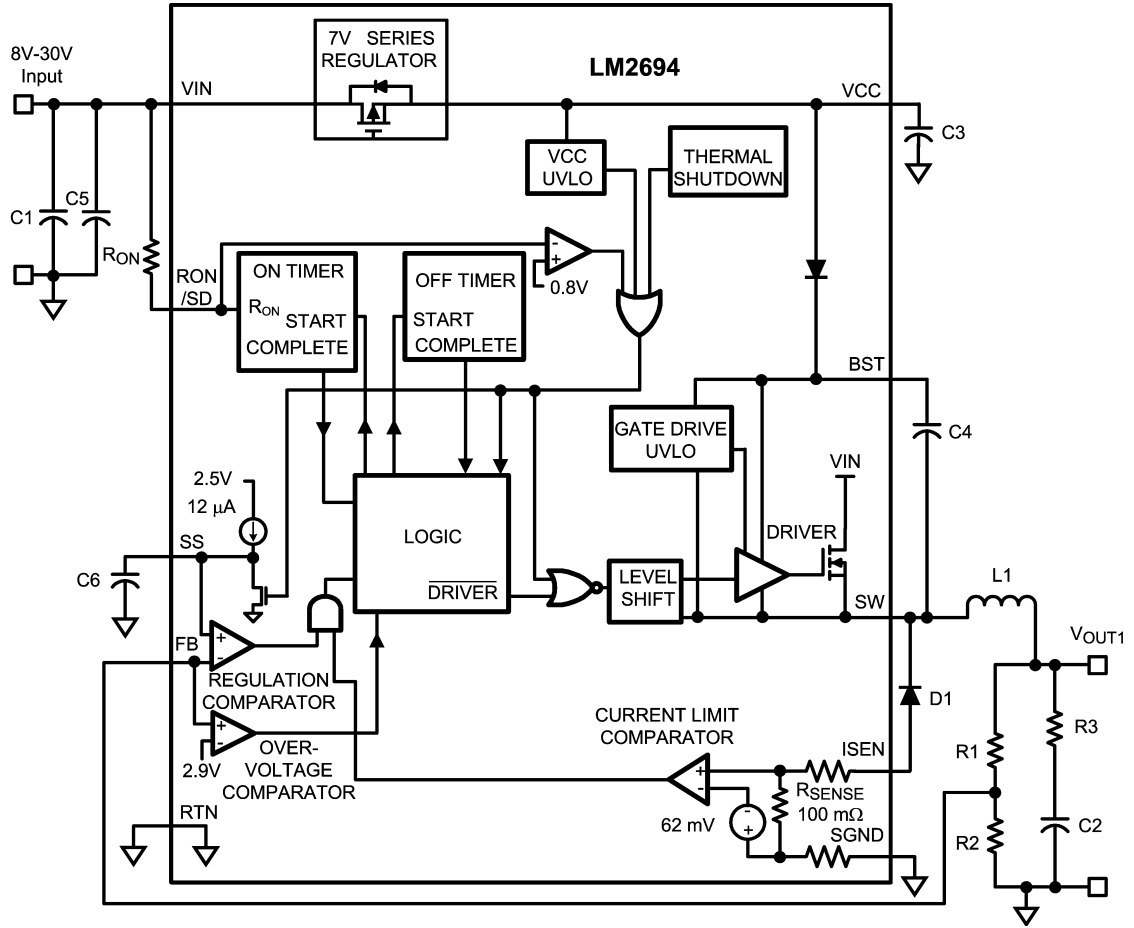 8V-30V
Input
7V SERIES
REGULATOR
LM2694
VIN
VCC
C3
VCC
UVLO
THERMAL
SHUTDOWN
C1
C5
RON
RON
/SD
ON TIMER
RON
START
COMPLETE
OFF TIMER
START
COMPLETE
-
+
0.8V
BST
GATE DRIVE
UVLO
C4
VIN
2.5V
12 µA
SS
C6
LOGIC
DRIVER
DRIVER
LEVEL
SHIFT
SW
L1
VOUT1
FB
+
-
REGULATION
COMPARATOR
+
-
2.9V
OVER-
VOLTAGE
COMPARATOR
CURRENT LIMIT
COMPARATOR
D1
ISEN
+
-
RSENSE
100 mΩ
62 mV
-
+
SGND
RTN
R1
R2
R3
C2